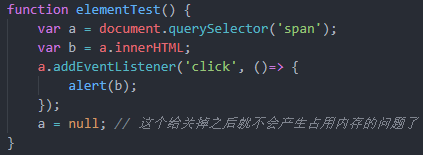 function elementTest() {
var a = document.querySelector('span');
var b = a.innerHTML;
a.addEventListener('click', ()=> {
alert(b);
});
a = null; // 这个给关掉之后就不会产生占用内存的问题了
}